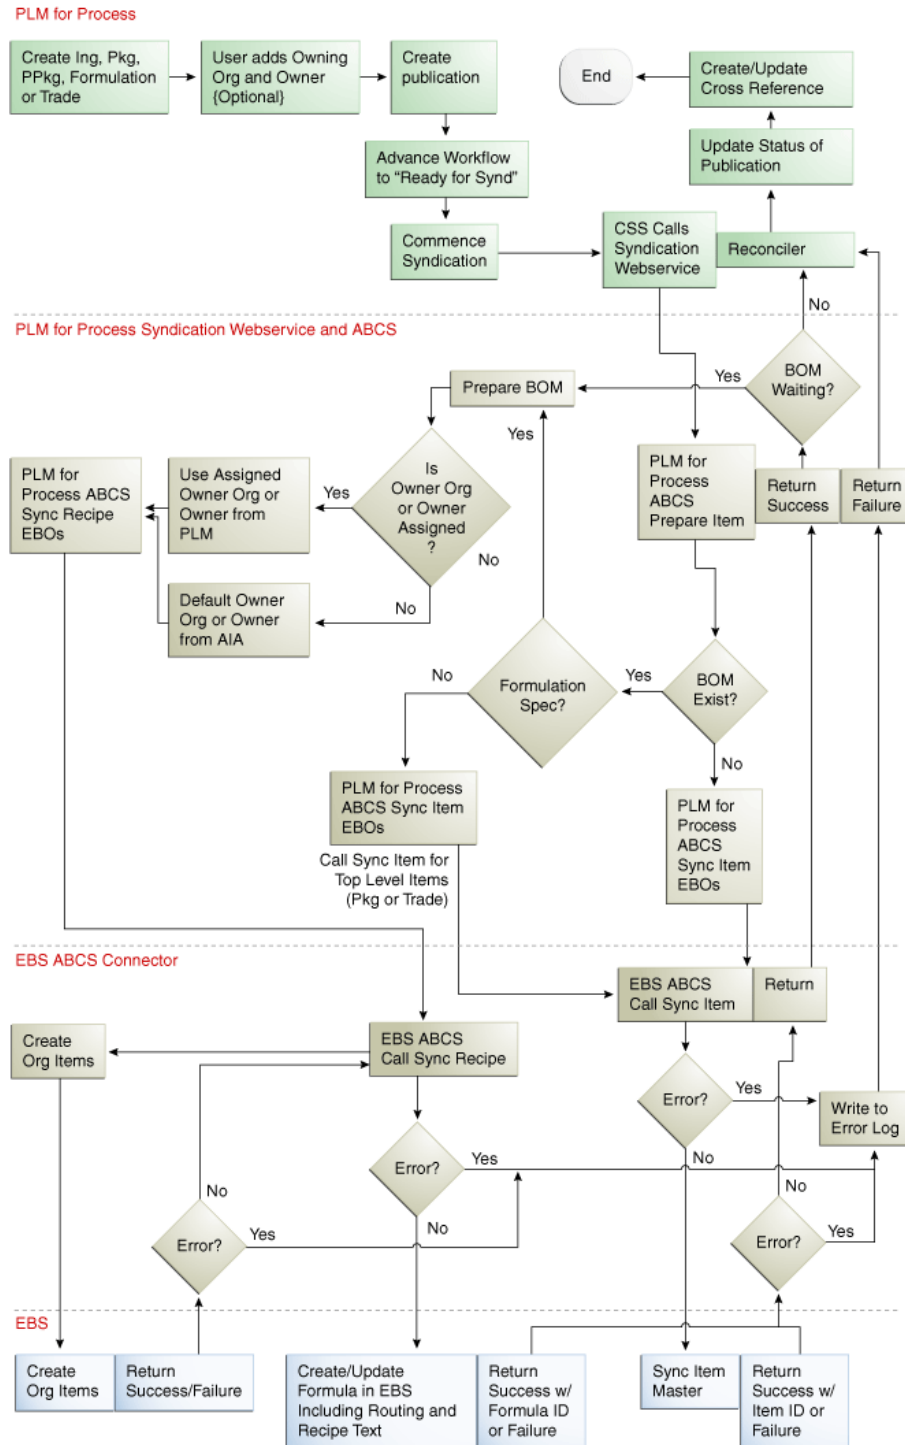 PLM for Process
Create Ing, Pkg,
PPkg, Formulation
or Trade
User adds Owning
Org and Owner
{Optional}
Create
publication
End
Create/Update
Cross Reference
Advance Workflow
to “Ready for Synd”
Update Status of
Publication
Commence
Syndication
CSS Calls
Syndication
Webservice
Reconciler
No
PLM for Process Syndication Webservice and ABCS
BOM
Waiting?
Yes
Prepare BOM
Yes
PLM for
Process ABCS
Sync Recipe
EBOs
Use Assigned
Owner Org or
Owner from
PLM
Yes
Is
Owner Org
or Owner
Assigned
?
No
PLM for
Process
ABCS
Prepare Item
Return
Success
Return
Failure
Default Owner
Org or Owner
from AIA
No
No
Formulation
Spec?
Yes
BOM
Exist?
No
PLM for Process
ABCS Sync Item
EBOs
Call Sync Item for
Top Level Items
(Pkg or Trade)
PLM for
Process
ABCS
Sync Item
EBOs
EBS ABCS Connector
EBS ABCS
Call Sync Item
Return
Create
Org Items
EBS ABCS
Call Sync Recipe
Error?
Yes
Write to
Error Log
No
Error?
Yes
No
No
Error?
Yes
No
Error?
Yes
EBS
Create
Org Items
Return
Success/Failure
Create/Update
Formula in EBS
Including Routing and
Recipe Text
Return
Success w/
Formula ID
or Failure
Sync Item
Master
Return
Success w/
Item ID or
Failure